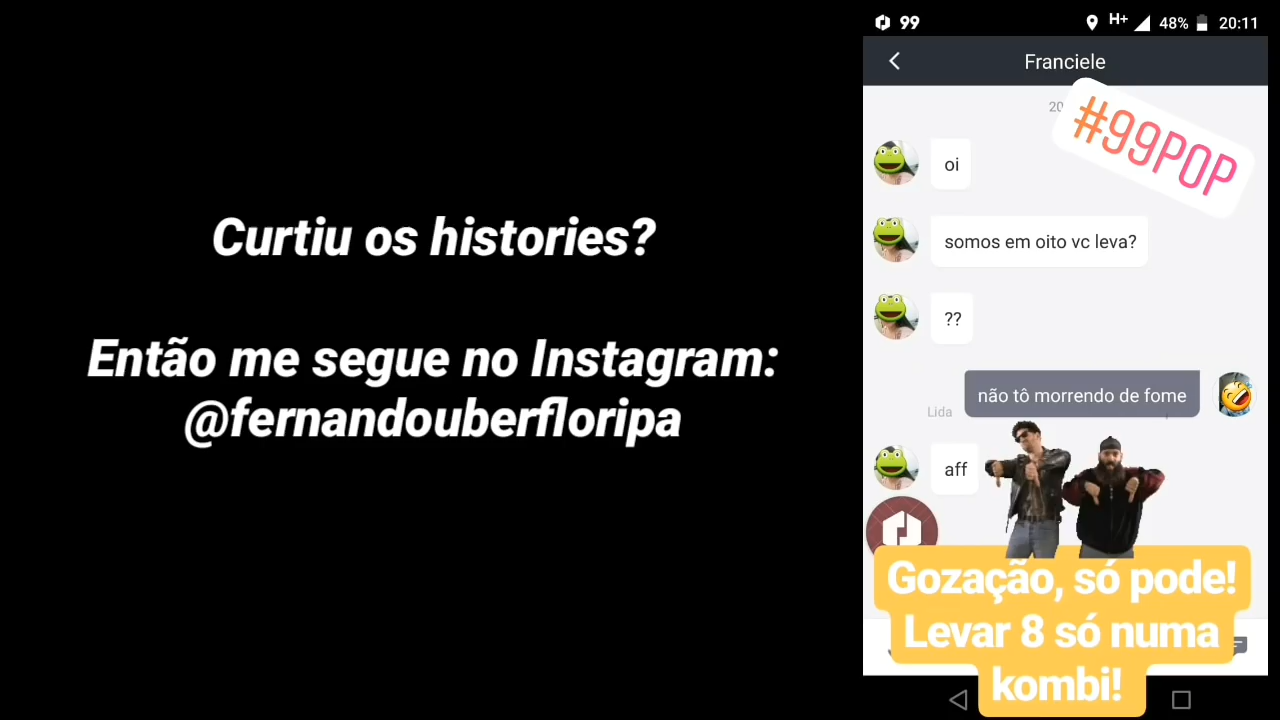 Curtiu os histories?
Então me segue no Instagram:
@fernandouberfloripa
99
H+
48%
20:11
Franciele
20
#99POP
oi
somos em oito vc leva?
??
não tô morrendo de fome
Lida
aff
Gozação, só pode!
Levar 8 só numa
kombi!